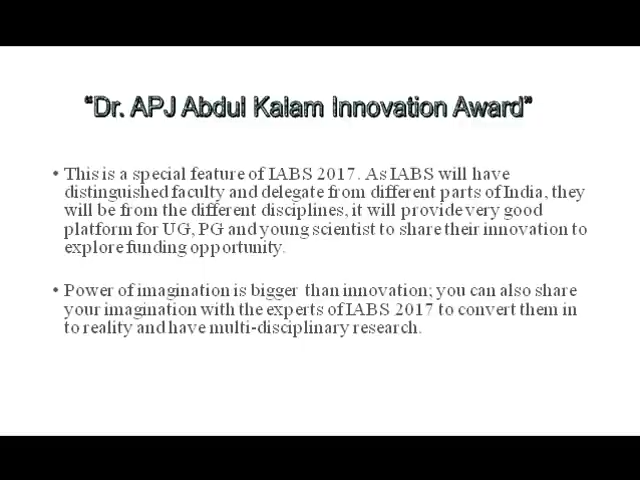 “Dr. APJ Abdul Kalam Innovation Award”
• This is a special feature of IABS 2017. As IABS will have
distinguished faculty and delegate from different parts of India, they
will be from the different disciplines, it will provide very good
platform for UG, PG and young scientist to share their innovation to
explore funding opportunity.
• Power of imagination is bigger than innovation; you can also share
your imagination with the experts of IABS 2017 to convert them in
to reality and have multi-disciplinary research.